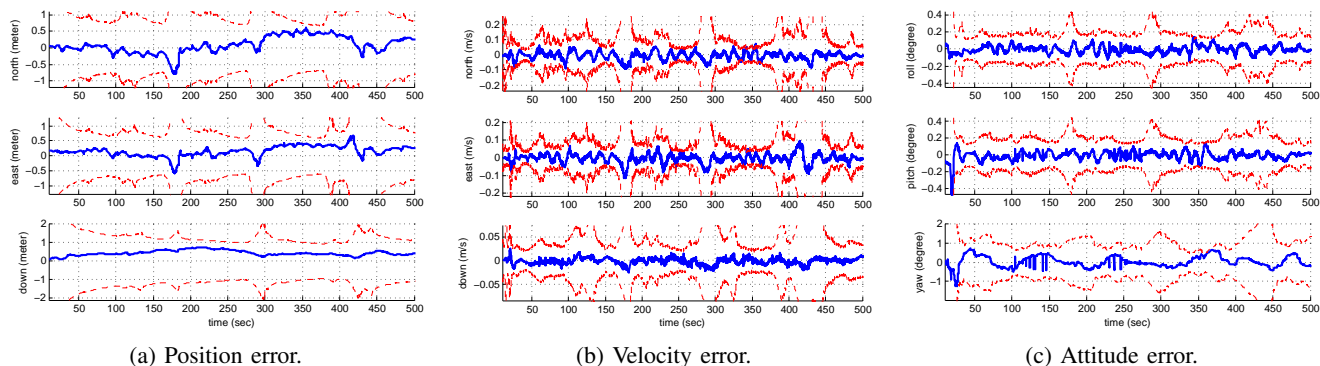 north (meter)
1
0.5
0
−0.5
−1
50 100 150 200 250 300 350 400 450 500
east (meter)
1
0.5
0
−0.5
−1
50 100 150 200 250 300 350 400 450 500
down (meter)
2
1
0
−1
−2
50 100 150 200 250 300 350 400 450 500
time (sec)
(a) Position error.
north (m/s)
0.2
0.1
0
−0.1
−0.2
50 100 150 200 250 300 350 400 450 500
east (m/s)
0.2
0.1
0
−0.1
−0.2
50 100 150 200 250 300 350 400 450 500
down (m/s)
0.05
0
−0.05
50 100 150 200 250 300 350 400 450 500
time (sec)
(b) Velocity error.
roll (degree)
0.4
0.2
0
−0.2
−0.4
50 100 150 200 250 300 350 400 450 500
pitch (degree)
0.4
0.2
0
−0.2
−0.4
50 100 150 200 250 300 350 400 450 500
yaw (degree)
2
1
0
−1
50 100 150 200 250 300 350 400 450 500
time (sec)
(c) Attitude error.